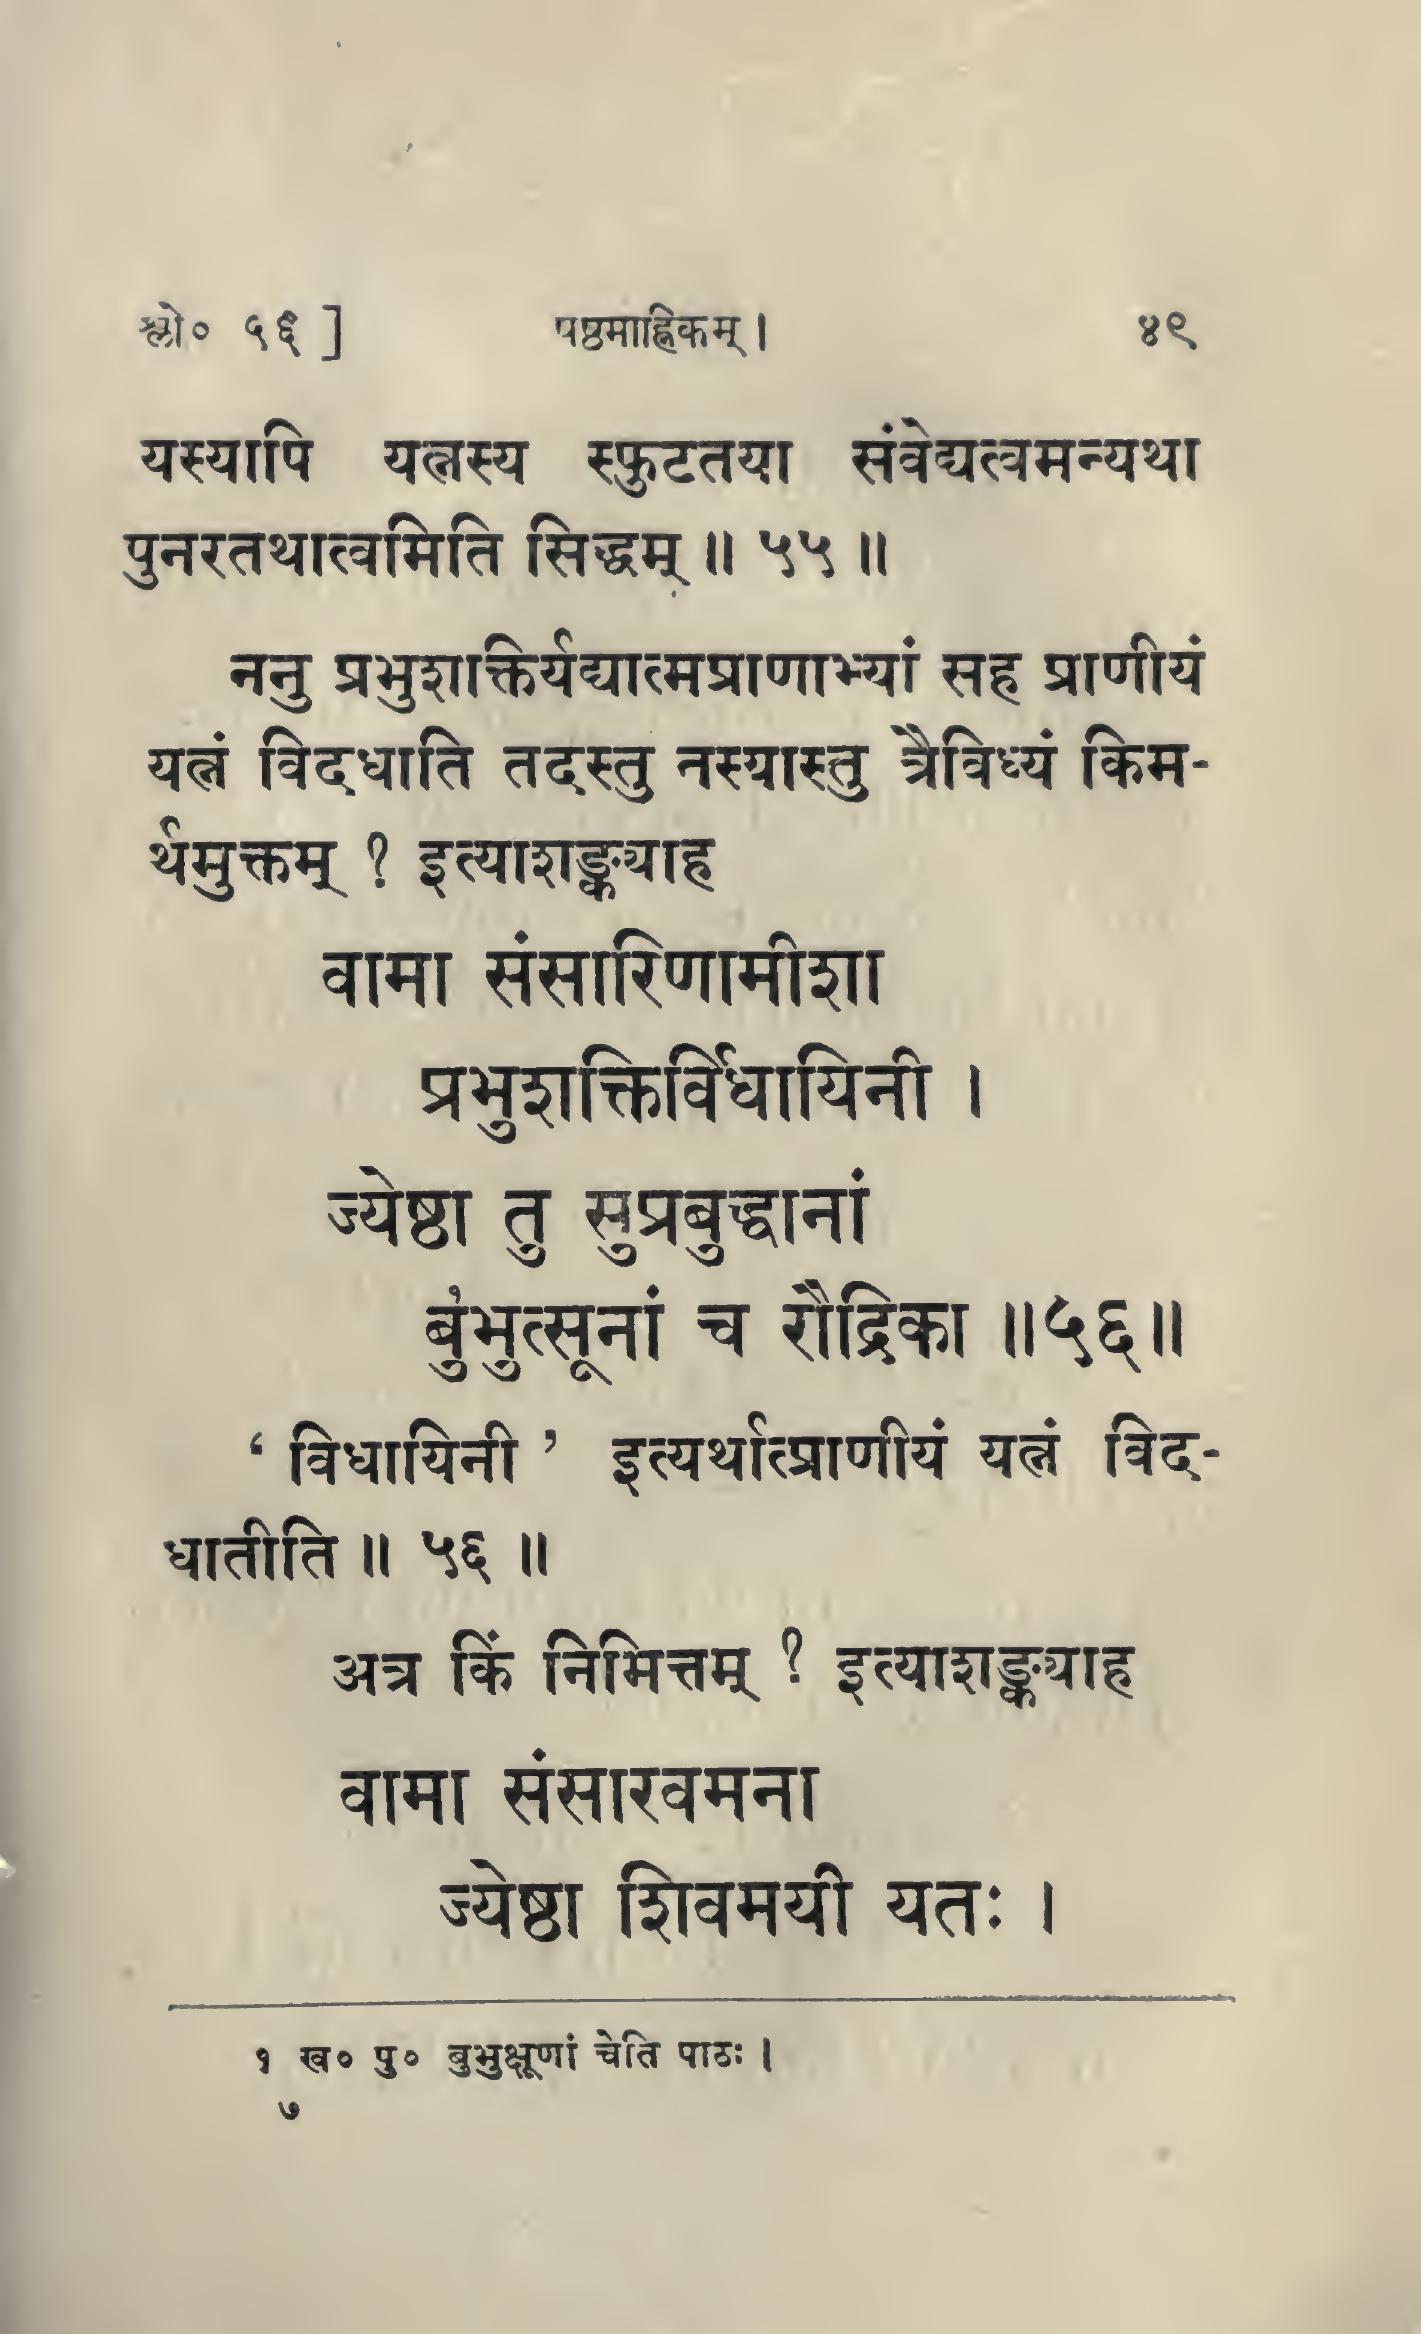 श्लो० ५६ ] षष्ठमाह्निकम् । ४९
यस्यापि यत्नस्य स्फुटतया संवेद्यत्वमन्यथा
पुनरतथात्वमिति सिद्धम् ॥ ५५ ॥
ननु प्रभुशक्तिर्यद्यात्मप्राणाभ्यां सह प्राणीयं
यत्नं विदधाति तदस्तु नस्यास्तु त्रैविध्यं किम-
र्थमुक्तम् ? इत्याशङ्क्याह
वामा संसारिणामीशा
प्रभुशक्तिर्विधायिनी ।
ज्येष्ठा तु सुप्रबुद्धानां
बु१भुत्सूनां च रौद्रिका ॥५६॥
‘ विधायिनी ’ इत्यर्थात्प्राणीयं यत्नं विद-
धातीति ॥ ५६ ॥
अत्र किं निमित्तम् ? इत्याशङ्क्याह
वामा संसारवमना
ज्येष्ठा शिवमयी यतः ।
१ ख० पु० बुभुक्षूणां चेति पाठः ।
७